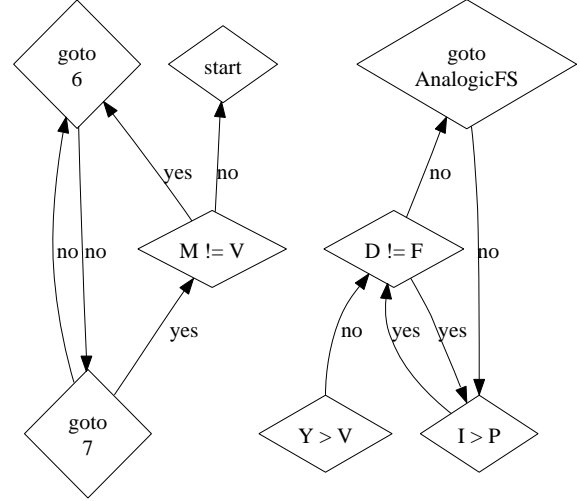 goto
6
start
goto
AnalogicFS
yes
no
no
no no
M != V
D != F
no
yes
no
yes
yes
goto
7
Y > V
I > P